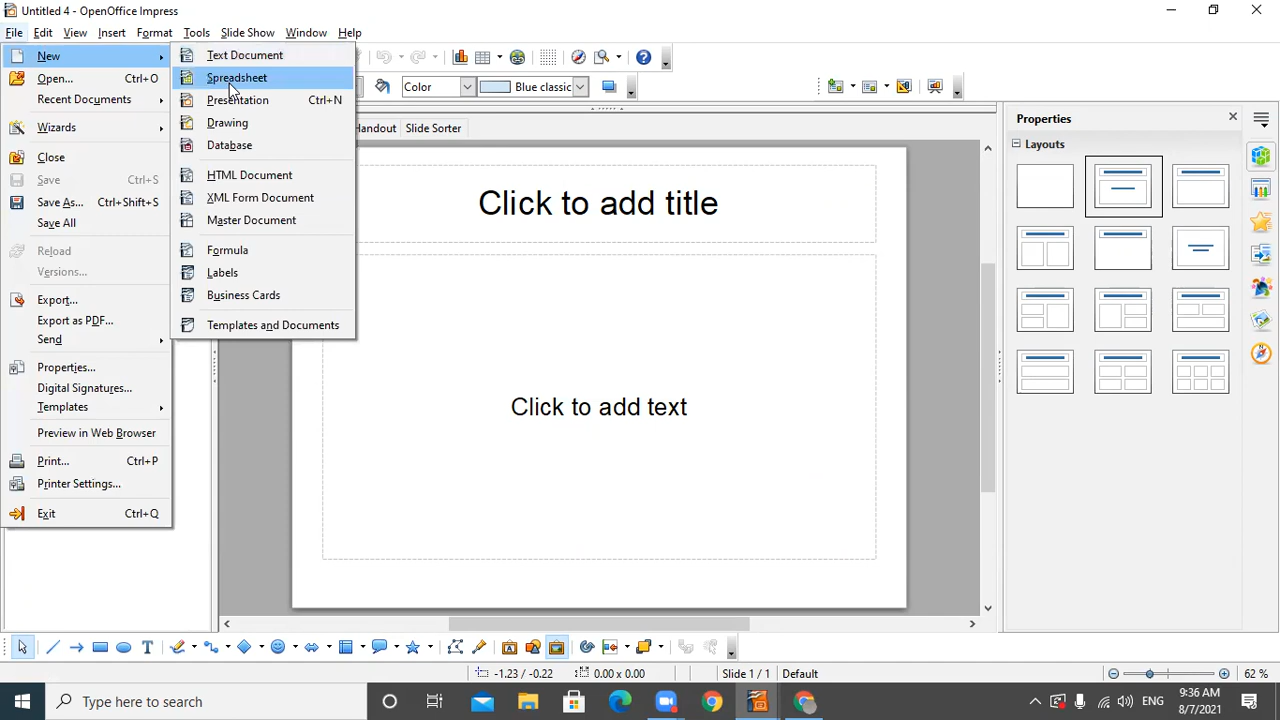 Untitled 4 - OpenOffice Impress
File Edit View Insert Format Tools Slide Show Window Help
New
Open... Ctrl+O
Recent Documents
Wizards
Close
Save Ctrl+S
Save As... Ctrl+Shift+S
Save All
Reload
Versions...
Export...
Export as PDF...
Send
Properties...
Digital Signatures...
Templates
Preview in Web Browser
Print... Ctrl+P
Printer Settings...
Exit Ctrl+Q
Text Document
Spreadsheet
Presentation Ctrl+N
Drawing
Database
HTML Document
XML Form Document
Master Document
Formula
Labels
Business Cards
Templates and Documents
Color Blue classic
Handout Slide Sorter
Click to add title
Click to add text
Properties
Layouts
-1.23 / -0.22 0.00 x 0.00 Slide 1 / 1 Default 62 %
Type here to search
ENG
9:36 AM
8/7/2021